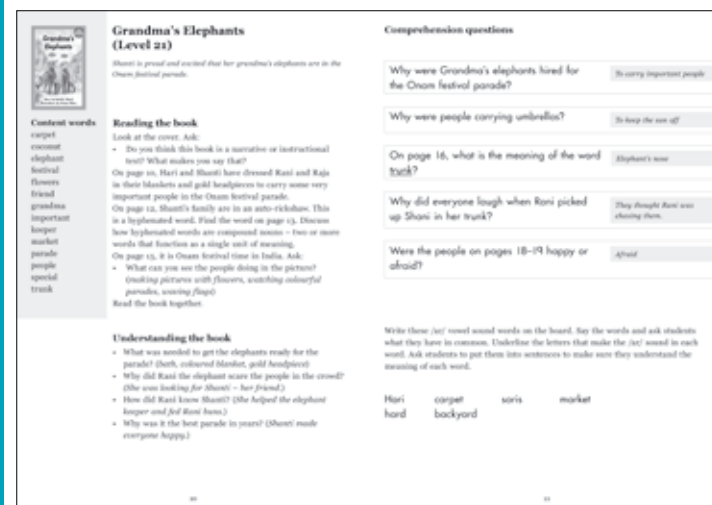 Grandma's
Elephants
Grandma's Elephants
(Level 21)
Shanti is proud and excited that her grandma's elephants are in the
Onam festival parade.
Content words
carpet
coconut
elephant
festival
flowers
friend
grandma
important
keeper
market
parade
people
special
trunk
Reading the book
Look at the cover. Ask:
• Do you think this book is a narrative or instructional
text? What makes you say that?
On page 10, Hari and Shanti have dressed Rani and Raja
in their blankets and gold headpieces to carry some very
important people in the Onam festival parade.
On page 12, Shanti's family are in an auto-rickshaw. This
is a hyphenated word. Find the word on page 13. Discuss
how hyphenated words are compound nouns – two or more
words that function as a single unit of meaning.
On page 15, it is Onam festival time in India. Ask:
• What can you see the people doing in the picture?
(making pictures with flowers, watching colourful
parades, waving flags)
Read the book together.
Understanding the book
• What was needed to get the elephants ready for the
parade? (bath, coloured blanket, gold headpiece)
• Why did Rani the elephant scare the people in the crowd?
(She was looking for Shanti – her friend.)
• How did Rani know Shanti? (She helped the elephant
keeper and fed Rani buns.)
• Why was it the best parade in years? (Shanti made
everyone happy.)
Comprehension questions
Why were Grandma's elephants hired for
the Onam festival parade?
To carry important people
Why were people carrying umbrellas?
To keep the sun off
On page 16, what is the meaning of the word
trunk?
Elephant's nose
Why did everyone laugh when Rani picked
up Shani in her trunk?
They thought Rani was
chasing them.
Were the people on pages 18–19 happy or
afraid?
Afraid
Write these /ar/ vowel sound words on the board. Say the words and ask students
what they have in common. Underline the letters that make the /ar/ sound in each
word. Ask students to put them into sentences to make sure they understand the
meaning of each word.
Hari carpet saris market
hard backyard